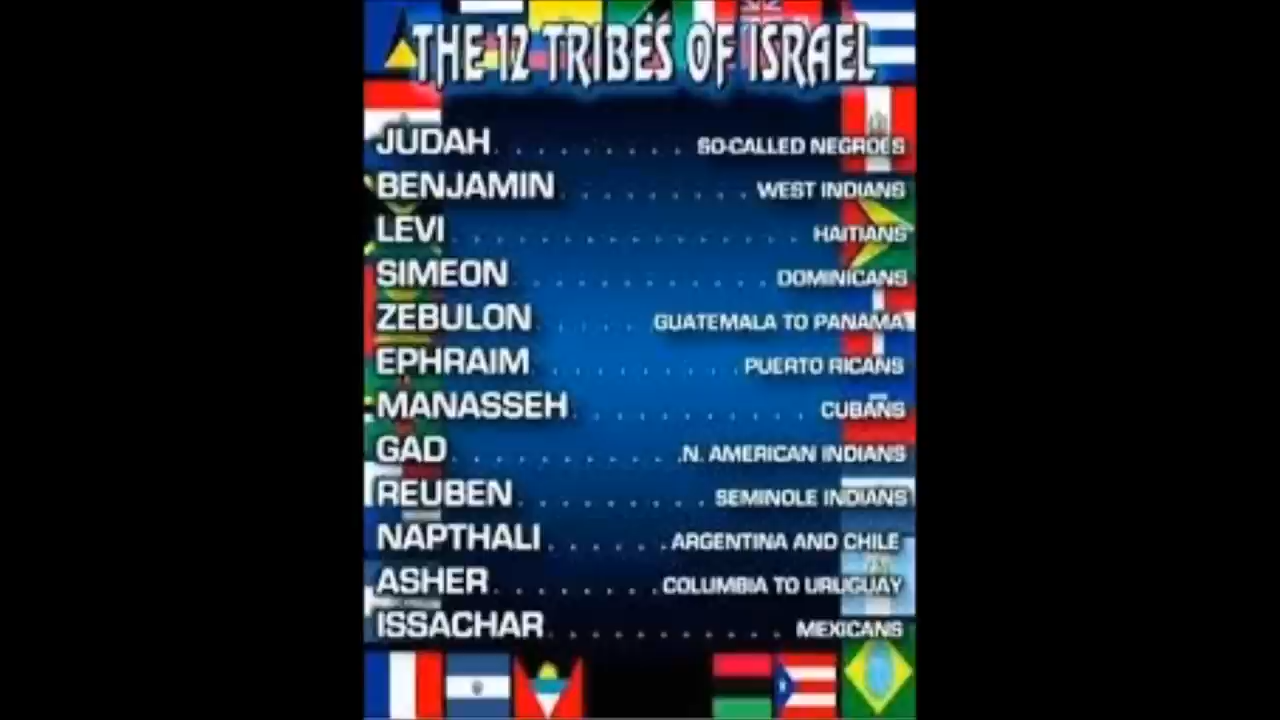 THE 12 TRIBES OF ISRAEL
JUDAH . . . . . . . . . SO-CALLED NEGROES
BENJAMIN . . . . . . . . WEST INDIANS
LEVI . . . . . . . . . . . . . . . . HAITIANS
SIMEON . . . . . . . . . . . . DOMINICANS
ZEBULON . . . . . GUATEMALA TO PANAMA
EPHRAIM . . . . . . . . . . PUERTO RICANS
MANASSEH . . . . . . . . . . . CUBANS
GAD . . . . . . . . . . .N. AMERICAN INDIANS
REUBEN . . . . . . . . . SEMINOLE INDIANS
NAPTHALI . . . . . . ARGENTINA AND CHILE
ASHER . . . . . . . . COLUMBIA TO URUGUAY
ISSACHAR . . . . . . . . . . . MEXICANS